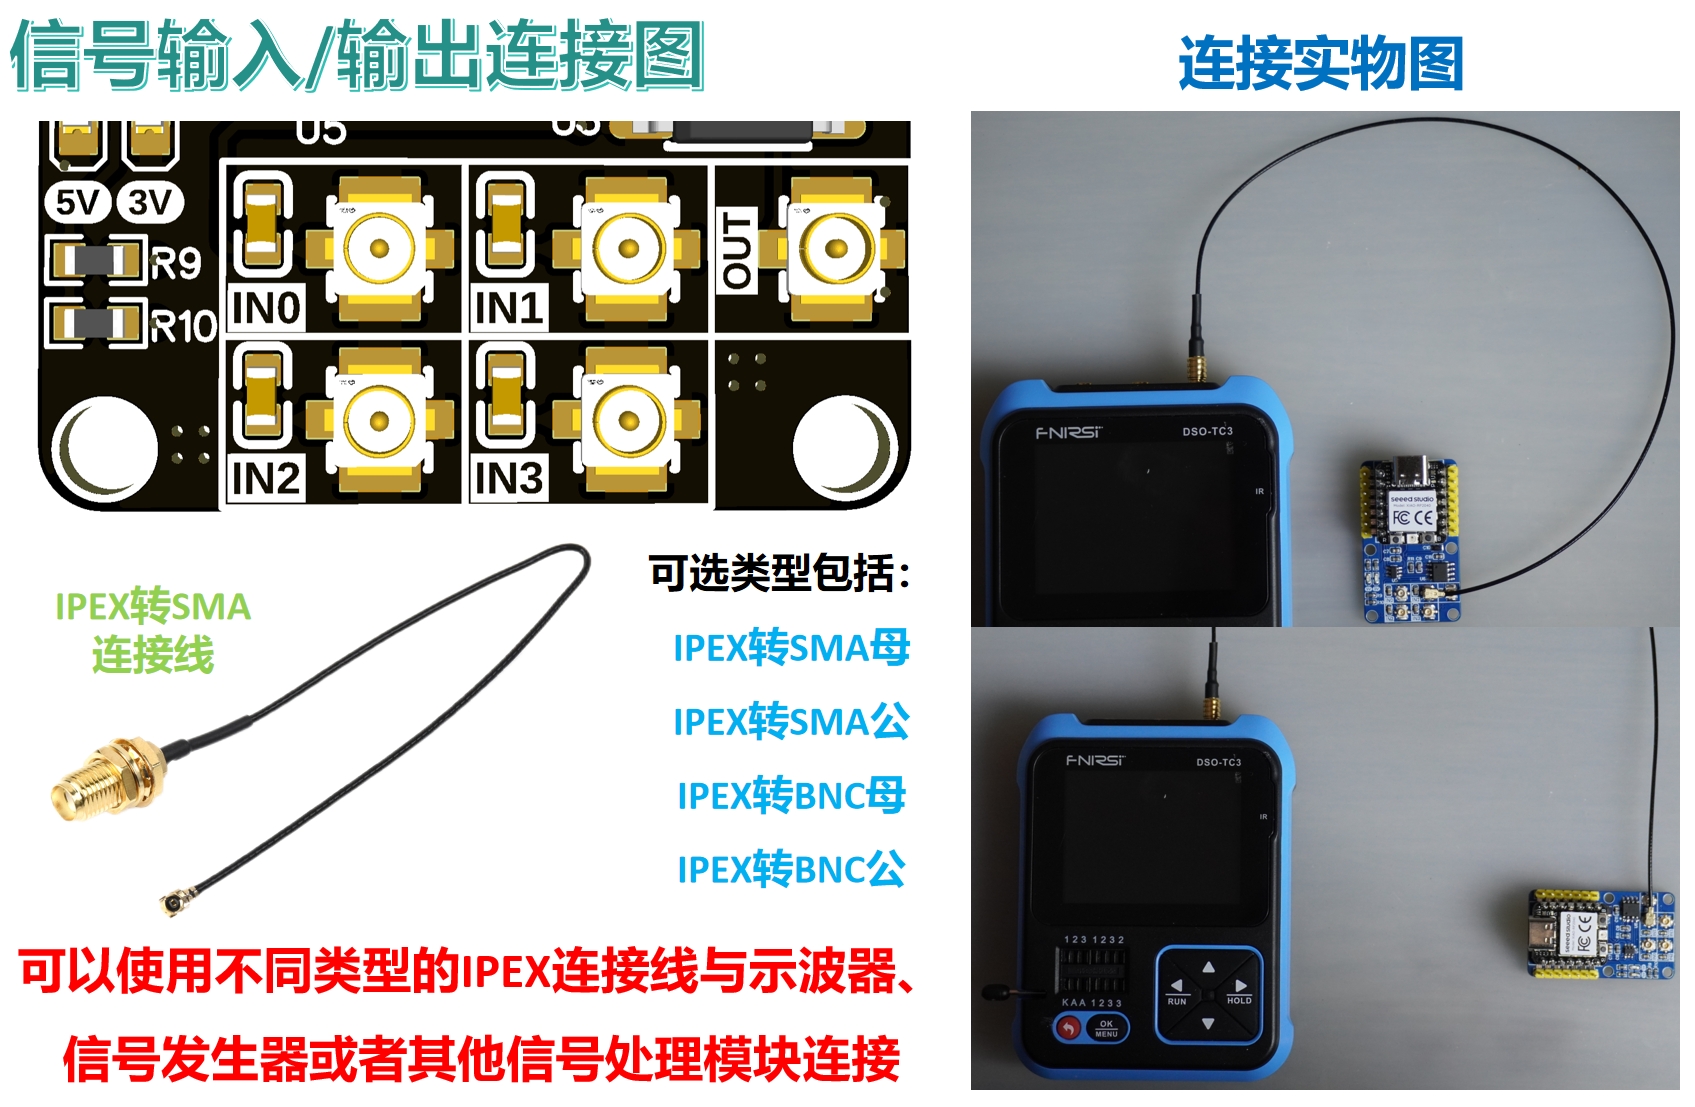 信号输入/输出连接图
连接实物图
U5
5V
3V
R9
R10
IN0
IN1
OUT
IN2
IN3
IPEX转SMA
连接线
可选类型包括：
IPEX转SMA母
IPEX转SMA公
IPEX转BNC母
IPEX转BNC公
可以使用不同类型的IPEX连接线与示波器、
信号发生器或者其他信号处理模块连接
FNIRSI
DSO-TC3
IR
seeed studio
FC CE
FNIRSI
DSO-TC3
IR
1 2 3 1 2 3 2
K A A 1 2 3 3
RUN
HOLD
OK
MENU
seeed studio
FC CE